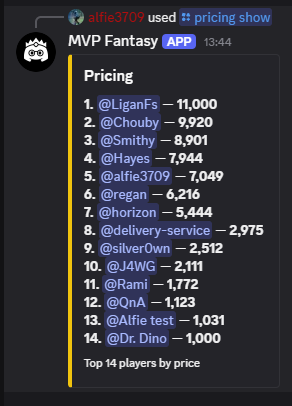 alfie3709 used pricing show
MVP Fantasy APP 13:44
Pricing
1. @LiganFs — 11,000
2. @Chouby — 9,920
3. @Smithy — 8,901
4. @Hayes — 7,944
5. @alfie3709 — 7,049
6. @regan — 6,216
7. @horizon — 5,444
8. @delivery-service — 2,975
9. @silver0wn — 2,512
10. @J4WG — 2,111
11. @Rami — 1,772
12. @QnA — 1,123
13. @Alfie test — 1,031
14. @Dr. Dino — 1,000
Top 14 players by price